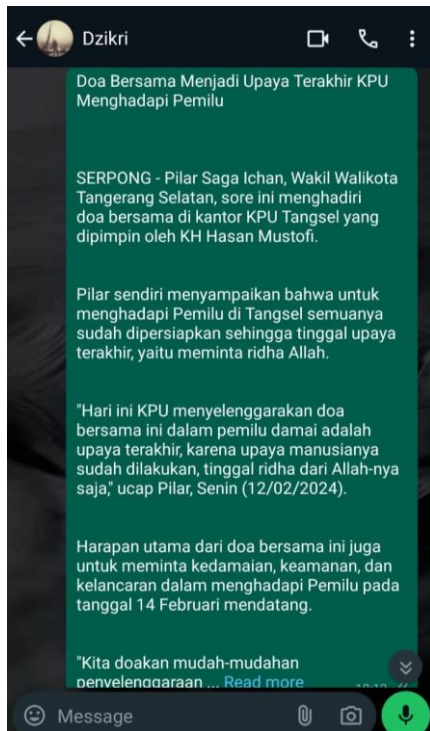 Dzikri
Doa Bersama Menjadi Upaya Terakhir KPU
Menghadapi Pemilu
SERPONG - Pilar Saga Ichan, Wakil Walikota
Tangerang Selatan, sore ini menghadiri
doa bersama di kantor KPU Tangsel yang
dipimpin oleh KH Hasan Mustofi.
Pilar sendiri menyampaikan bahwa untuk
menghadapi Pemilu di Tangsel semuanya
sudah dipersiapkan sehingga tinggal upaya
terakhir, yaitu meminta ridha Allah.
"Hari ini KPU menyelenggarakan doa
bersama ini dalam pemilu damai adalah
upaya terakhir, karena upaya manusianya
sudah dilakukan, tinggal ridha dari Allah-nya
saja," ucap Pilar, Senin (12/02/2024).
Harapan utama dari doa bersama ini juga
untuk meminta kedamaian, keamanan, dan
kelancaran dalam menghadapi Pemilu pada
tanggal 14 Februari mendatang.
"Kita doakan mudah-mudahan
penyelenggaraan ... Read more
Message